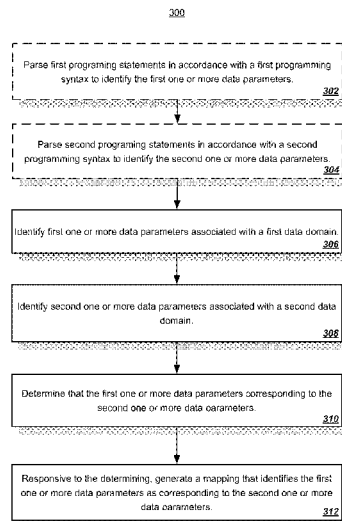 300
Parse first programing statements in accordance with a first programming
syntax to identify the first one or more data parameters.
302
Parse second programing statements in accordance with a second
programming syntax to identify the second one or more data parameters.
304
Identify first one or more data parameters associated with a first data domain.
306
Identify second one or more data parameters associated with a second data
domain.
308
Determine that the first one or more data parameters corresponding to the
second one or more data parameters.
310
Responsive to the determining, generate a mapping that identifies the first
one or more data parameters as corresponding to the second one or more
data parameters.
312